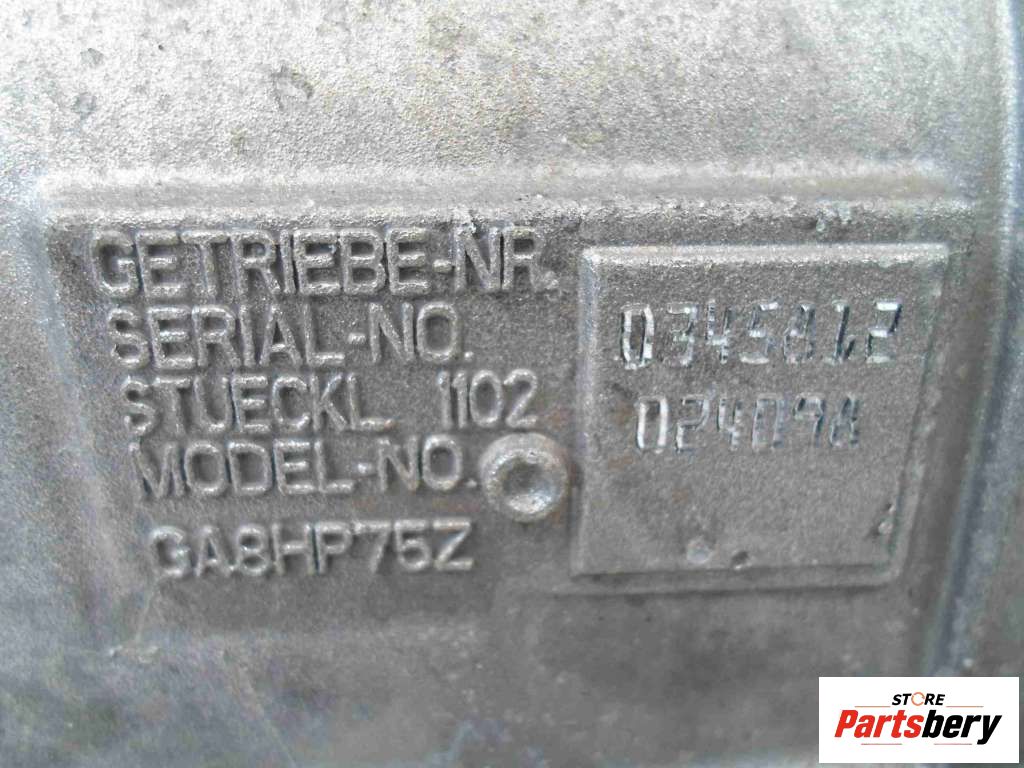 GETRIEBE-NR.
SERIAL-NO. 0345812
STUECKL. 1102 024098
MODEL-NO.
GA8HP75Z
STORE
Partsbery